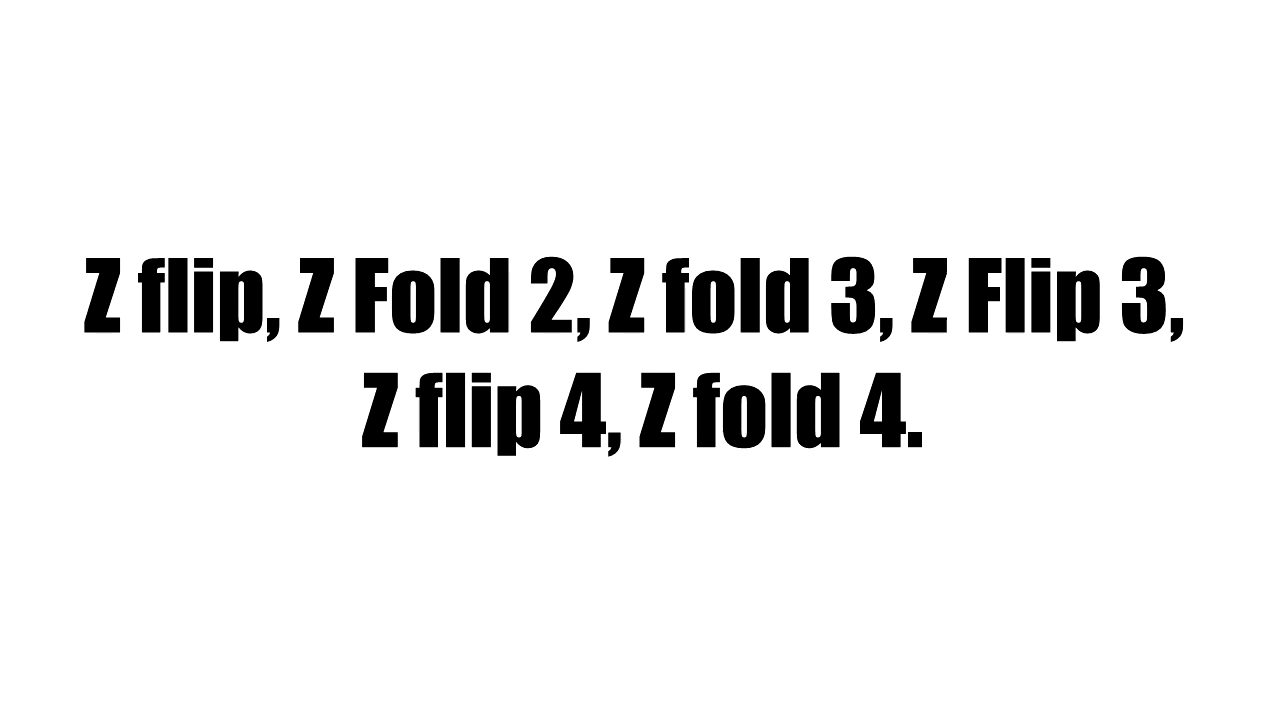 Z flip, Z Fold 2, Z fold 3, Z Flip 3,
Z flip 4, Z fold 4.